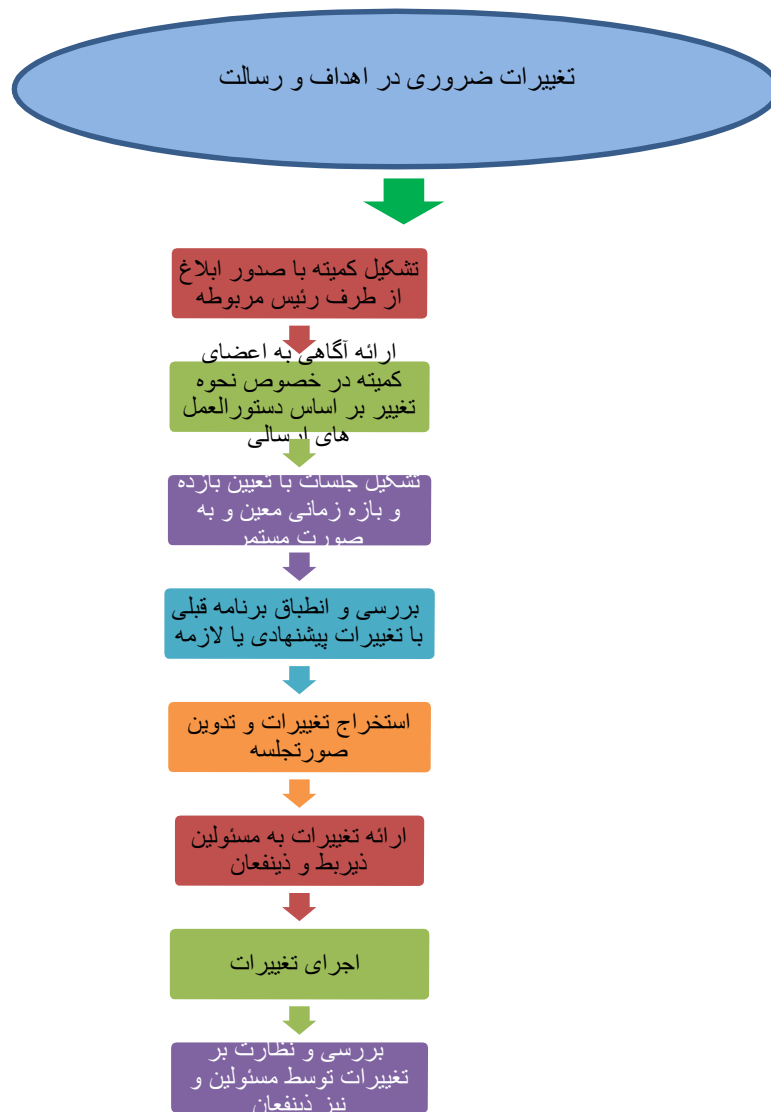 تغییرات ضروری در اهداف و رسالت
تشکیل کمیته با صدور ابلاغ
از طرف رئیس مربوطه
ارائه آگاهی به اعضای
کمیته در خصوص نحوه
تغییر بر اساس دستورالعمل
های ارسالی
تشکیل جلسات با تعیین بازده
و بازه زمانی معین و به
صورت مستمر
بررسی و انطباق برنامه قبلی
با تغییرات پیشنهادی یا لازمه
استخراج تغییرات و تدوین
صورتجلسه
ارائه تغییرات به مسئولین
ذیربط و ذینفعان
اجرای تغییرات
بررسی و نظارت بر
تغییرات توسط مسئولین و
نیز ذینفعان